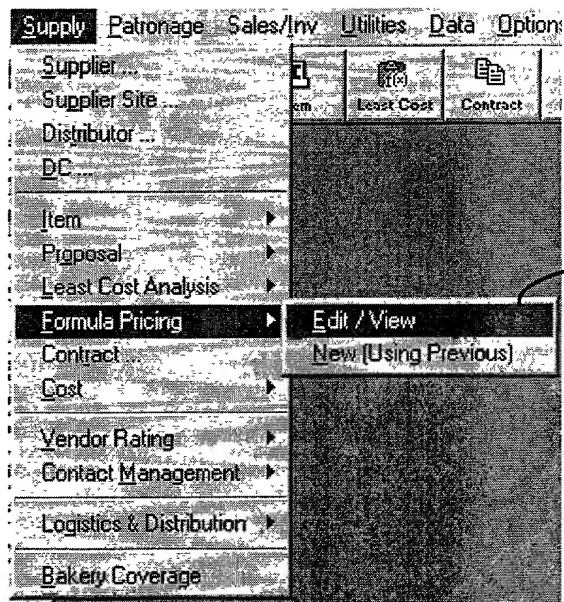 Supply Patronage Sales/Inv Utilities Data Options
Supplier ...
Supplier Site ...
Distributor ...
DC ...
Least Cost
Contract
Item
Proposal
Least Cost Analysis
Formula Pricing
Edit / View
New (Using Previous)
Contract ...
Cost
Vendor Rating
Contact Management
Logistics & Distribution
Bakery Coverage